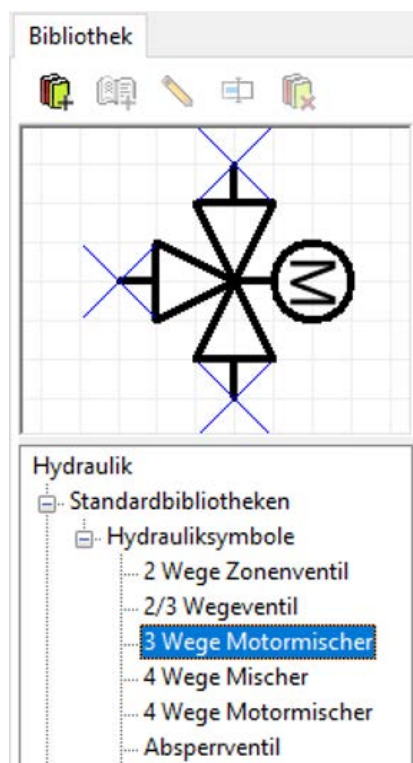 Bibliothek
M
Hydraulik
Standardbibliotheken
Hydrauliksymbole
2 Wege Zonenventil
2/3 Wegeventil
3 Wege Motormischer
4 Wege Mischer
4 Wege Motormischer
Absperrventil